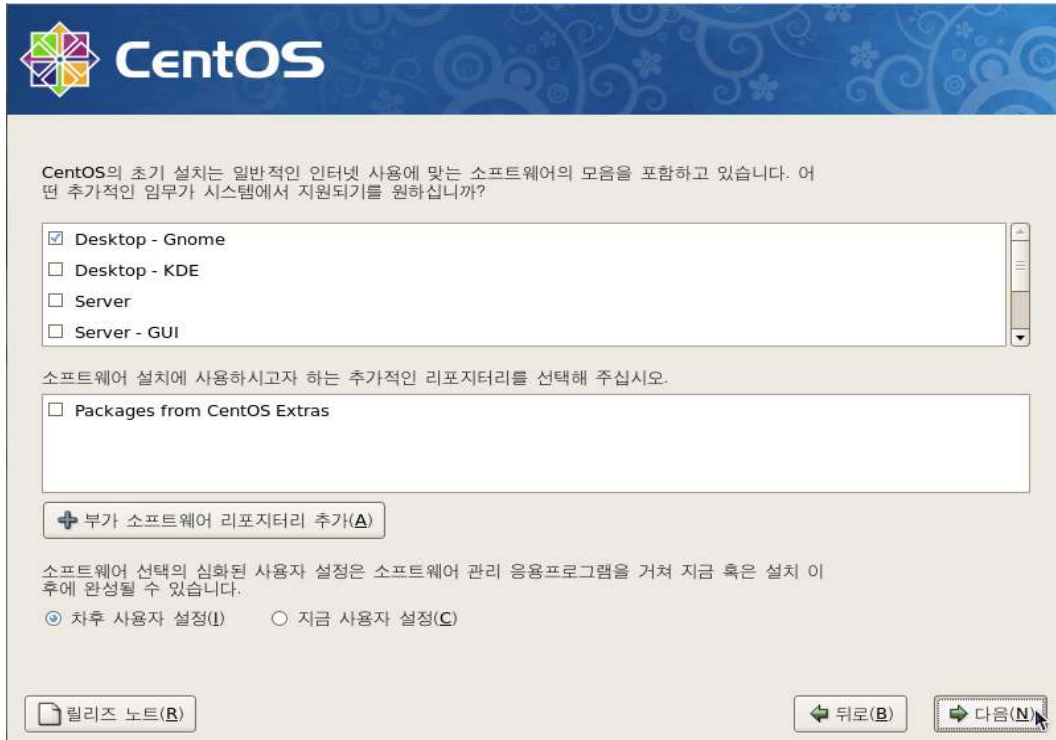 CentOS
CentOS의 초기 설치는 일반적인 인터넷 사용에 맞는 소프트웨어의 모음을 포함하고 있습니다. 어
떤 추가적인 임무가 시스템에서 지원되기를 원하십니까?
Desktop - Gnome
Desktop - KDE
Server
Server - GUI
소프트웨어 설치에 사용하시고자 하는 추가적인 리포지터리를 선택해 주십시오.
Packages from CentOS Extras
부가 소프트웨어 리포지터리 추가(A)
소프트웨어 선택의 심화된 사용자 설정은 소프트웨어 관리 응용프로그램을 거쳐 지금 혹은 설치 이
후에 완성될 수 있습니다.
차후 사용자 설정(I) 지금 사용자 설정(C)
릴리즈 노트(R) 뒤로(B) 다음(N)